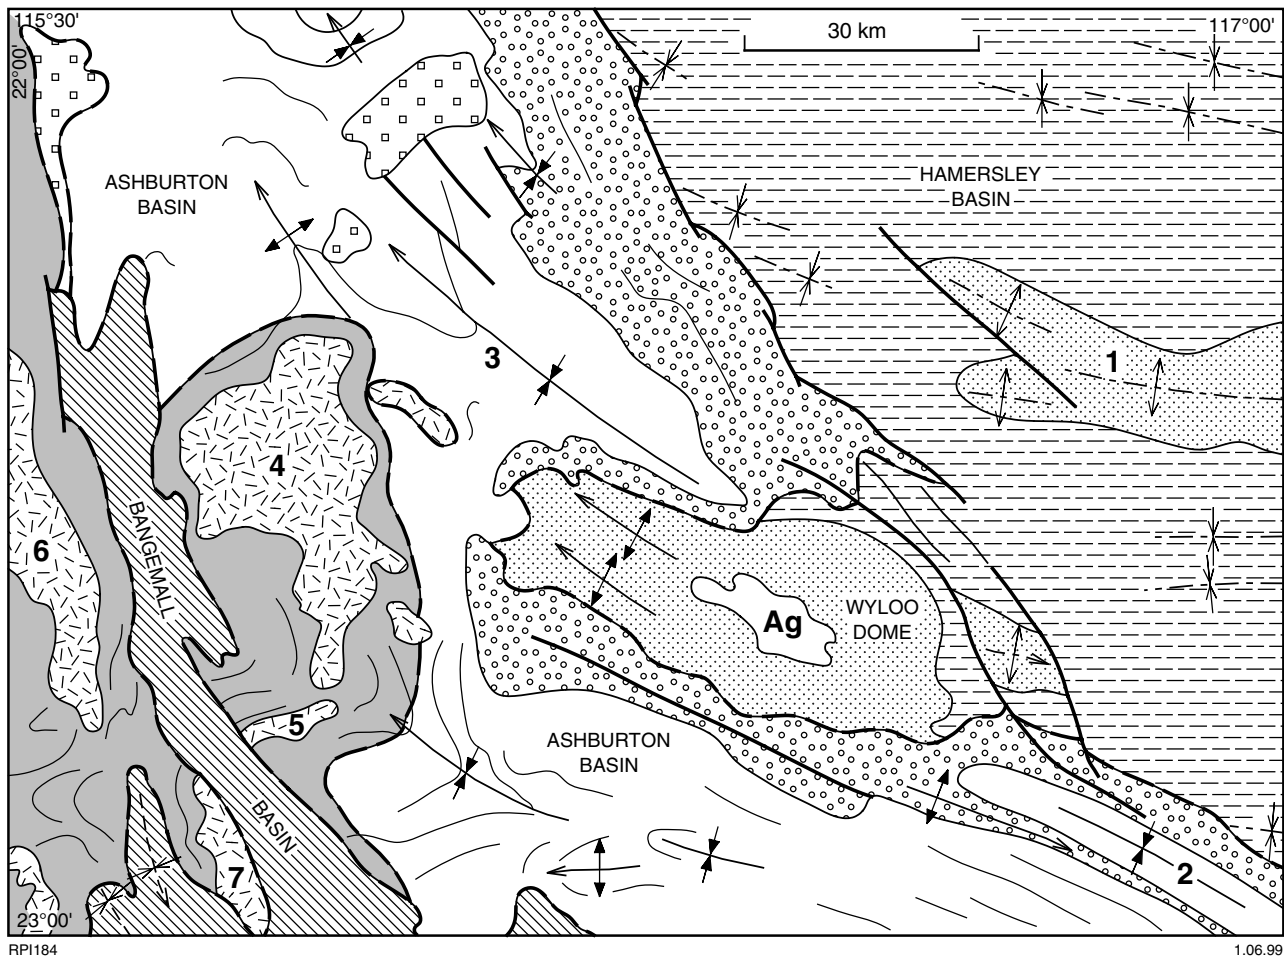 115°30'
117°00'
22°00'
30 km
ASHBURTON
BASIN
HAMERSLEY
BASIN
3
1
4
6
BANGEMALL
Ag
WYLOO
DOME
5
ASHBURTON
BASIN
BASIN
7
2
23°00'
RPI184
1.06.99